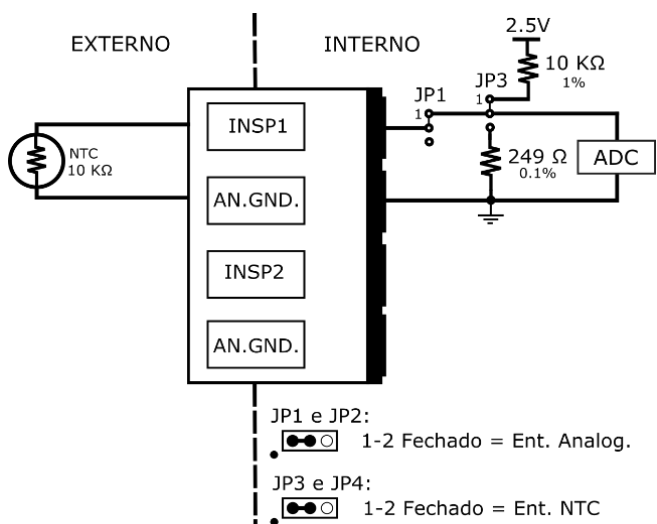 EXTERNO
INTERNO
2.5V
10 KΩ
1%
JP3
1
JP1
1
INSP1
NTC
10 KΩ
249 Ω
0.1%
ADC
AN.GND.
INSP2
AN.GND.
JP1 e JP2:
1-2 Fechado = Ent. Analog.
JP3 e JP4:
1-2 Fechado = Ent. NTC